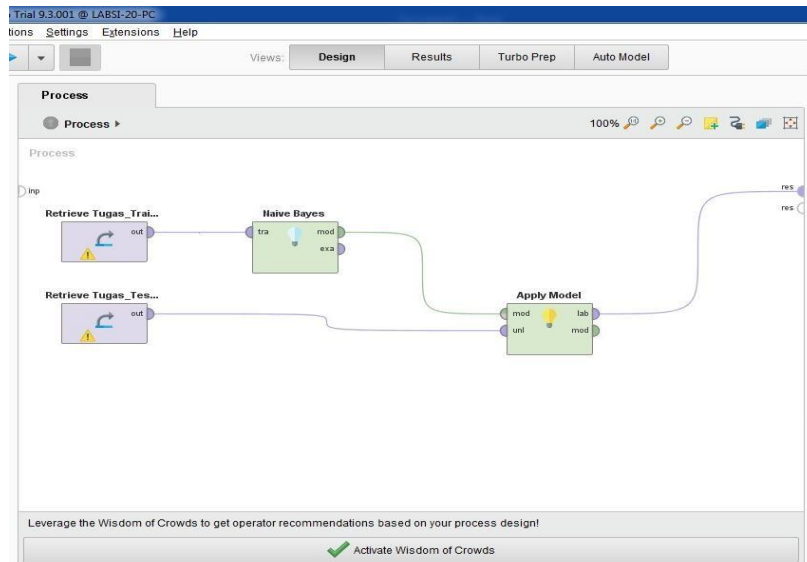 Trial 9.3.001 @ LABSI-20-PC
tions Settings Extensions Help
Views: Design Results Turbo Prep Auto Model
Process
Process
100%
Process
inp
res
res
Retrieve Tugas_Trai...
out
Naive Bayes
tra mod
exa
Retrieve Tugas_Tes...
out
Apply Model
mod lab
unl mod
Leverage the Wisdom of Crowds to get operator recommendations based on your process design!
Activate Wisdom of Crowds